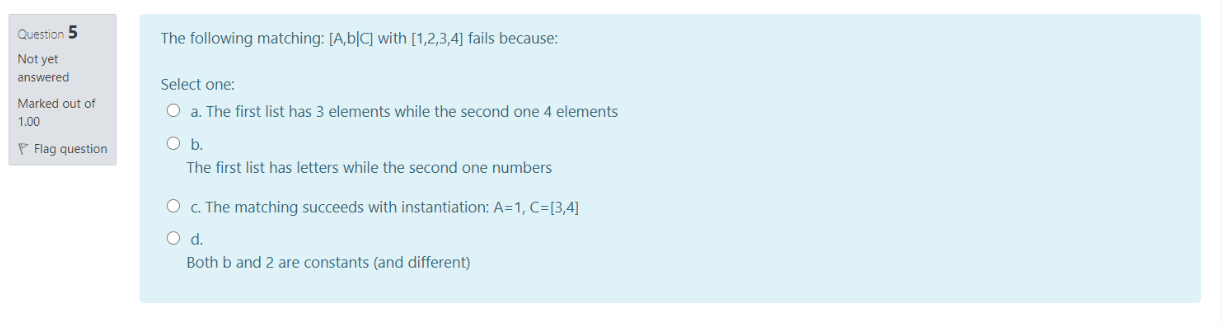 Question 5
Not yet
answered
Marked out of
1.00
Flag question
The following matching: [A,b|C] with [1,2,3,4] fails because:
Select one:
a. The first list has 3 elements while the second one 4 elements
b.
The first list has letters while the second one numbers
c. The matching succeeds with instantiation: A=1, C=[3,4]
d.
Both b and 2 are constants (and different)